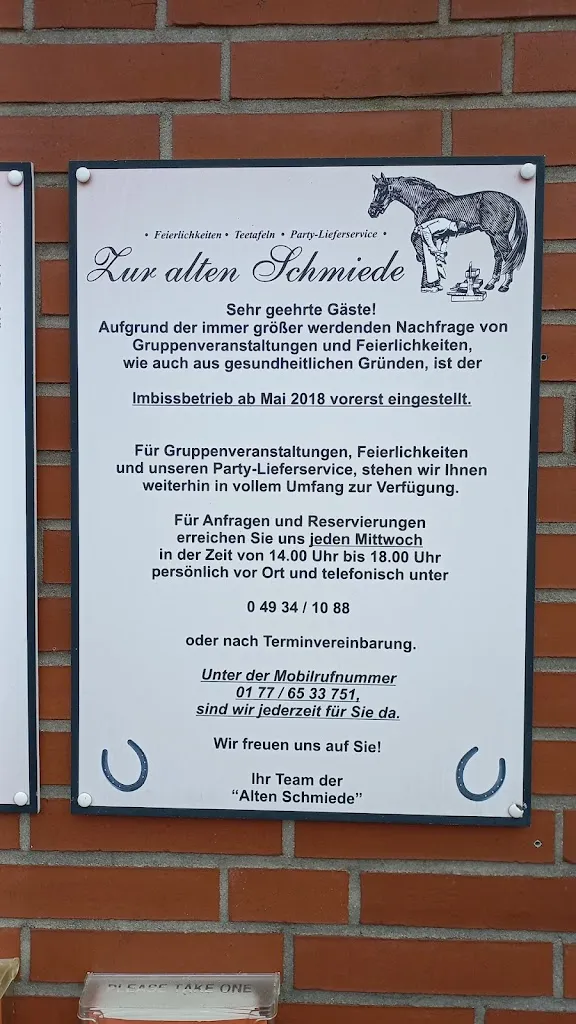 • Feierlichkeiten • Teetafeln • Party-Lieferservice •
Zur alten Schmiede
Sehr geehrte Gäste!
Aufgrund der immer größer werdenden Nachfrage von
Gruppenveranstaltungen und Feierlichkeiten,
wie auch aus gesundheitlichen Gründen, ist der
Imbissbetrieb ab Mai 2018 vorerst eingestellt.
Für Gruppenveranstaltungen, Feierlichkeiten
und unseren Party-Lieferservice, stehen wir Ihnen
weiterhin in vollem Umfang zur Verfügung.
Für Anfragen und Reservierungen
erreichen Sie uns jeden Mittwoch
in der Zeit von 14.00 Uhr bis 18.00 Uhr
persönlich vor Ort und telefonisch unter
0 49 34 / 10 88
oder nach Terminvereinbarung.
Unter der Mobilrufnummer
01 77 / 65 33 751,
sind wir jederzeit für Sie da.
Wir freuen uns auf Sie!
Ihr Team der
“Alten Schmiede”
PLEASE TAKE ONE